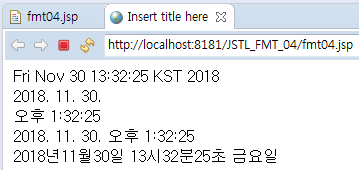 fmt04.jsp
Insert title here
http://localhost:8181/JSTL_FMT_04/fmt04.jsp
Fri Nov 30 13:32:25 KST 2018
2018. 11. 30.
오후 1:32:25
2018. 11. 30. 오후 1:32:25
2018년11월30일 13시32분25초 금요일